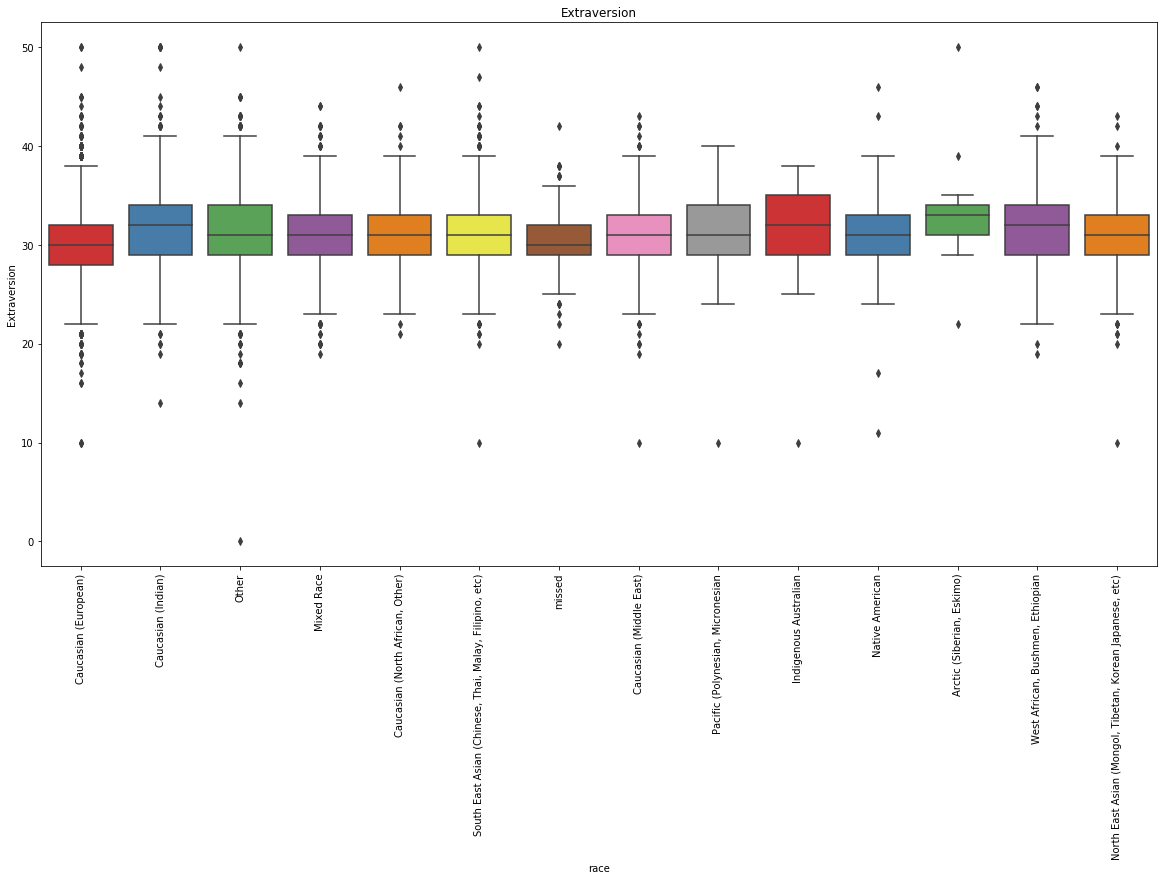 Extraversion
50
40
30
20
10
0
Extraversion
Caucasian (European)
Caucasian (Indian)
Other
Mixed Race
Caucasian (North African, Other)
South East Asian (Chinese, Thai, Malay, Filipino, etc)
missed
Caucasian (Middle East)
Pacific (Polynesian, Micronesian
Indigenous Australian
Native American
Arctic (Siberian, Eskimo)
West African, Bushmen, Ethiopian
North East Asian (Mongol, Tibetan, Korean Japanese, etc)
race